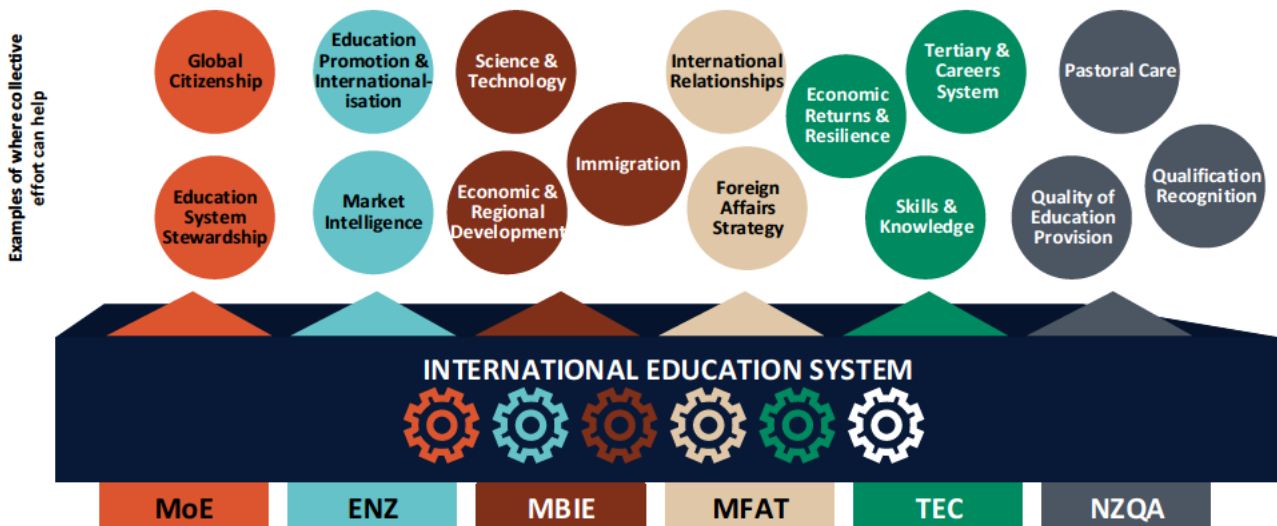 Examples of where collective
effort can help
Global
Citizenship
Education
Promotion &
International-
isation
Science &
Technology
International
Relationships
Tertiary &
Careers
System
Pastoral Care
Economic
Returns &
Resilience
Immigration
Education
System
Stewardship
Market
Intelligence
Economic &
Regional
Development
Foreign
Affairs
Strategy
Skills &
Knowledge
Quality of
Education
Provision
Qualification
Recognition
INTERNATIONAL EDUCATION SYSTEM
MoE
ENZ
MBIE
MFAT
TEC
NZQA